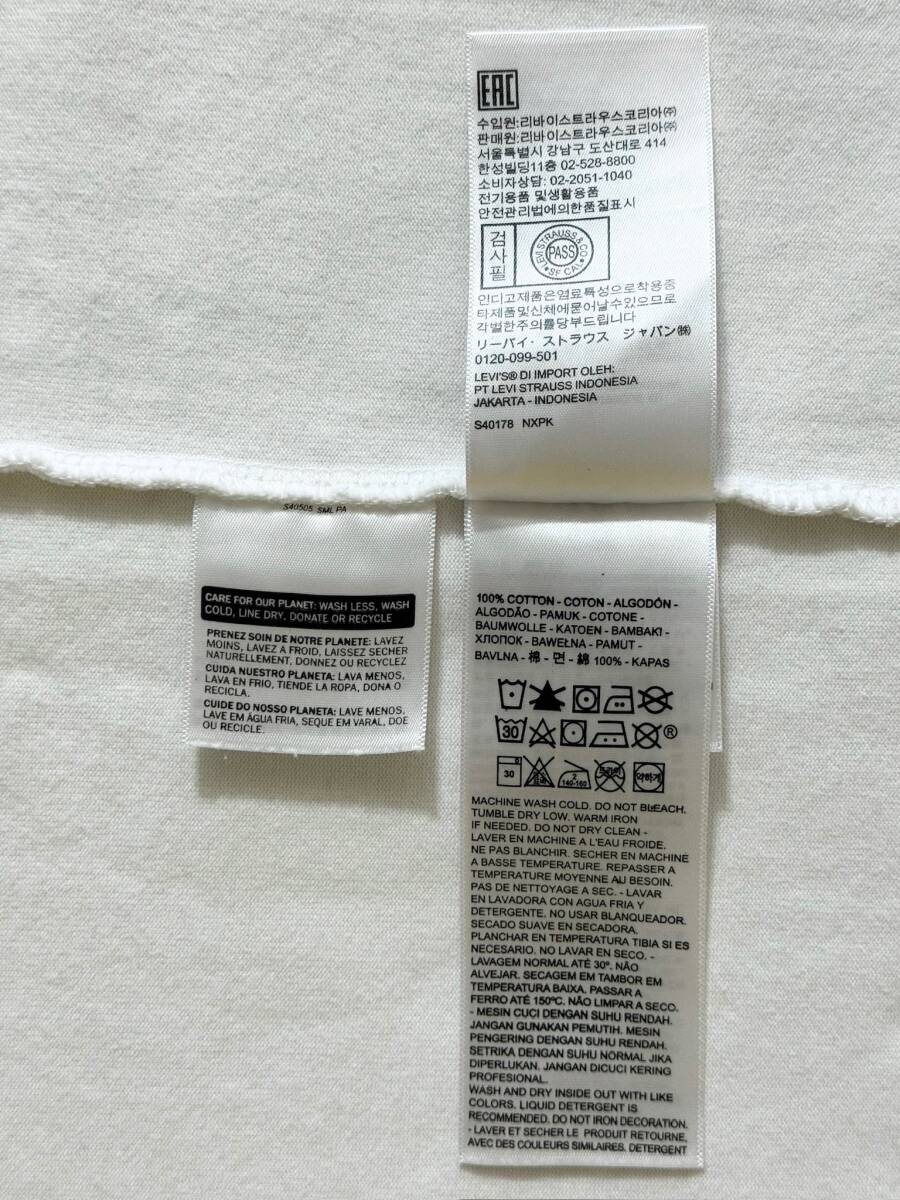 EAC
수입원:리바이스트라우스코리아㈜
판매원:리바이스트라우스코리아㈜
서울특별시 강남구 도산대로 414
한성빌딩11층 02-528-8800
소비자상담: 02-2051-1040
전기용품 및생활용품
안전관리법에의한품질표시
검사필
LEVI STRAUSS & CO
PASS
SF CAL
인디고제품은염료특성으로착용중
타제품및신체에묻어날수있으므로
각별한주의를당부드립니다
リーバイ・ストラウス ジャパン㈱
0120-099-501
LEVI'S® DI IMPORT OLEH:
PT LEVI STRAUSS INDONESIA
JAKARTA - INDONESIA
S40178 NXPK
S40505 SML PA
CARE FOR OUR PLANET: WASH LESS, WASH
COLD, LINE DRY, DONATE OR RECYCLE
PRENEZ SOIN DE NOTRE PLANETE: LAVEZ
MOINS, LAVEZ A FROID, LAISSEZ SECHER
NATURELLEMENT, DONNEZ OU RECYCLEZ
CUIDA NUESTRO PLANETA: LAVA MENOS,
LAVA EN FRIO, TIENDE LA ROPA, DONA O
RECICLA.
CUIDE DO NOSSO PLANETA: LAVE MENOS,
LAVE EM ÁGUA FRIA, SEQUE EM VARAL, DOE
OU RECICLE.
100% COTTON - COTON - ALGODÓN -
ALGODÃO - PAMUK - COTONE -
BAUMWOLLE - KATOEN - ΒΑΜΒΑΚΙ -
ХЛОПОК - BAWEŁNA - PAMUT -
BAVLNA - 棉 - 면 - 綿 100% - KAPAS
30 ®
30 2 140-160 드라이 약하게
MACHINE WASH COLD. DO NOT BLEACH.
TUMBLE DRY LOW. WARM IRON
IF NEEDED. DO NOT DRY CLEAN -
LAVER EN MACHINE A L'EAU FROIDE.
NE PAS BLANCHIR. SECHER EN MACHINE
A BASSE TEMPERATURE. REPASSER A
TEMPERATURE MOYENNE AU BESOIN.
PAS DE NETTOYAGE A SEC. - LAVAR
EN LAVADORA CON AGUA FRIA Y
DETERGENTE. NO USAR BLANQUEADOR.
SECADO SUAVE EN SECADORA.
PLANCHAR EN TEMPERATURA TIBIA SI ES
NECESARIO. NO LAVAR EN SECO. -
LAVAGEM NORMAL ATÉ 30º. NÃO
ALVEJAR. SECAGEM EM TAMBOR EM
TEMPERATURA BAIXA. PASSAR A
FERRO ATÉ 150ºC. NÃO LIMPAR A SECO.
- MESIN CUCI DENGAN SUHU RENDAH.
JANGAN GUNAKAN PEMUTIH. MESIN
PENGERING DENGAN SUHU RENDAH.
SETRIKA DENGAN SUHU NORMAL JIKA
DIPERLUKAN. JANGAN DICUCI KERING
PROFESIONAL.
WASH AND DRY INSIDE OUT WITH LIKE
COLORS. LIQUID DETERGENT IS
RECOMMENDED. DO NOT IRON DECORATION.
- LAVER ET SECHER LE PRODUIT RETOURNE,
AVEC DES COULEURS SIMILAIRES. DETERGENT